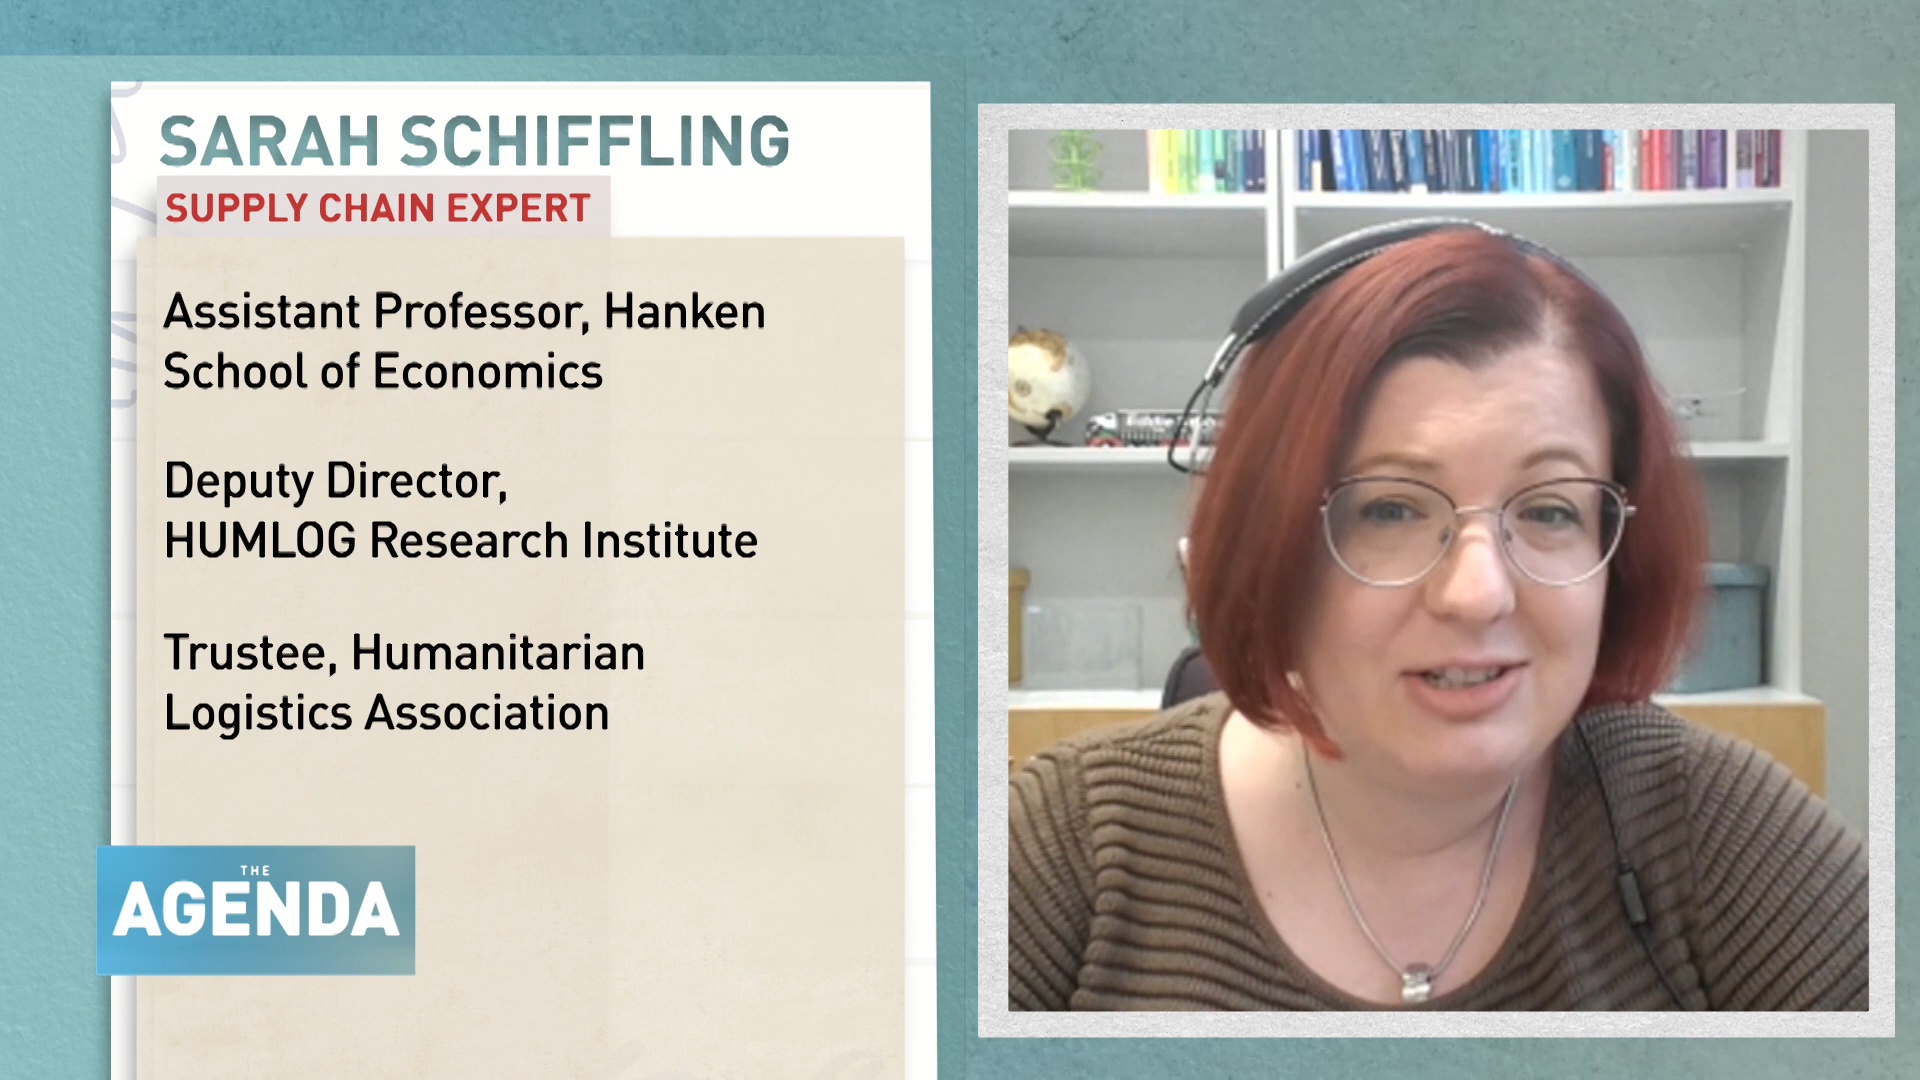 SARAH SCHIFFLING
SUPPLY CHAIN EXPERT
Assistant Professor, Hanken
School of Economics
Deputy Director,
HUMLOG Research Institute
Trustee, Humanitarian
Logistics Association
THE
AGENDA